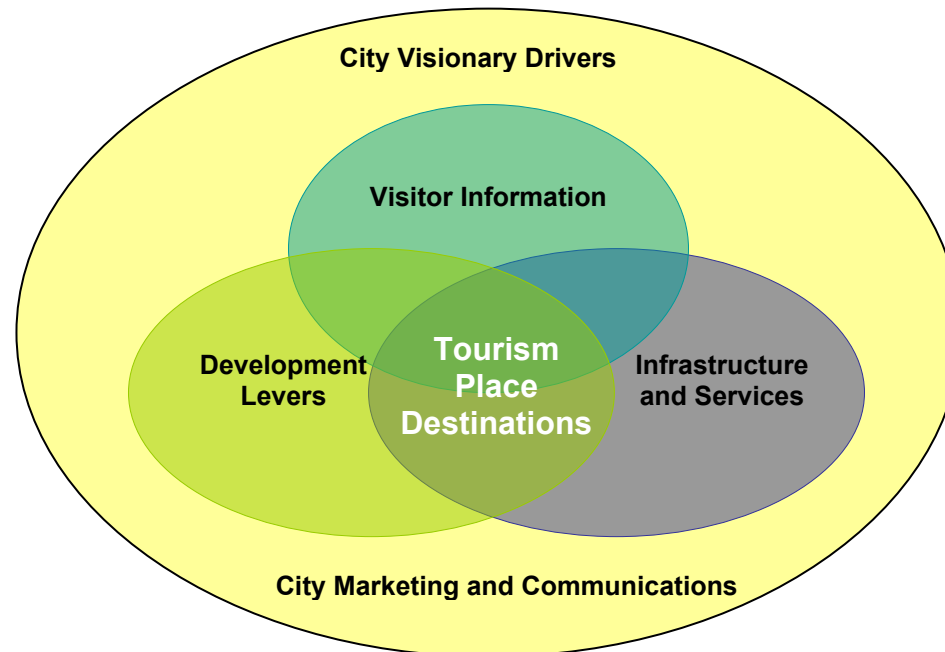 City Visionary Drivers
Visitor Information
Development
Levers
Tourism
Place
Destinations
Infrastructure
and Services
City Marketing and Communications